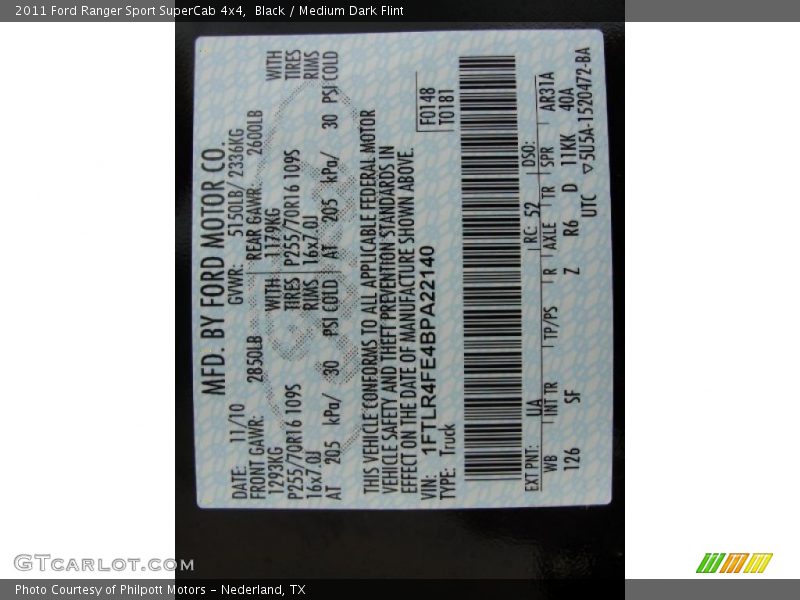 2011 Ford Ranger Sport SuperCab 4x4,  Black / Medium Dark Flint
MFD. BY FORD MOTOR CO.
DATE: 11/10 GVWR: 5150LB/ 2336KG
FRONT GAWR: 2850LB REAR GAWR: 2600LB
1293KG WITH 1179KG WITH
P255/70R16 109S TIRES P255/70R16 109S TIRES
16x7.0J RIMS 16x7.0J RIMS
AT 205 kPa/ 30 PSI COLD AT 205 kPa/ 30 PSI COLD
THIS VEHICLE CONFORMS TO ALL APPLICABLE FEDERAL MOTOR
VEHICLE SAFETY AND THEFT PREVENTION STANDARDS IN
EFFECT ON THE DATE OF MANUFACTURE SHOWN ABOVE.
VIN: 1FTLR4FE4BPA22140 F0148
TYPE: Truck T0181
EXT PNT: UA RC: 52 DSO:
WB INT TR TP/PS R AXLE TR SPR AR31A
126 SF Z R6 D 11KK 40A
UTC ▽5U5A-1520472-BA
GTCARLOT.COM
Photo Courtesy of Philpott Motors - Nederland, TX